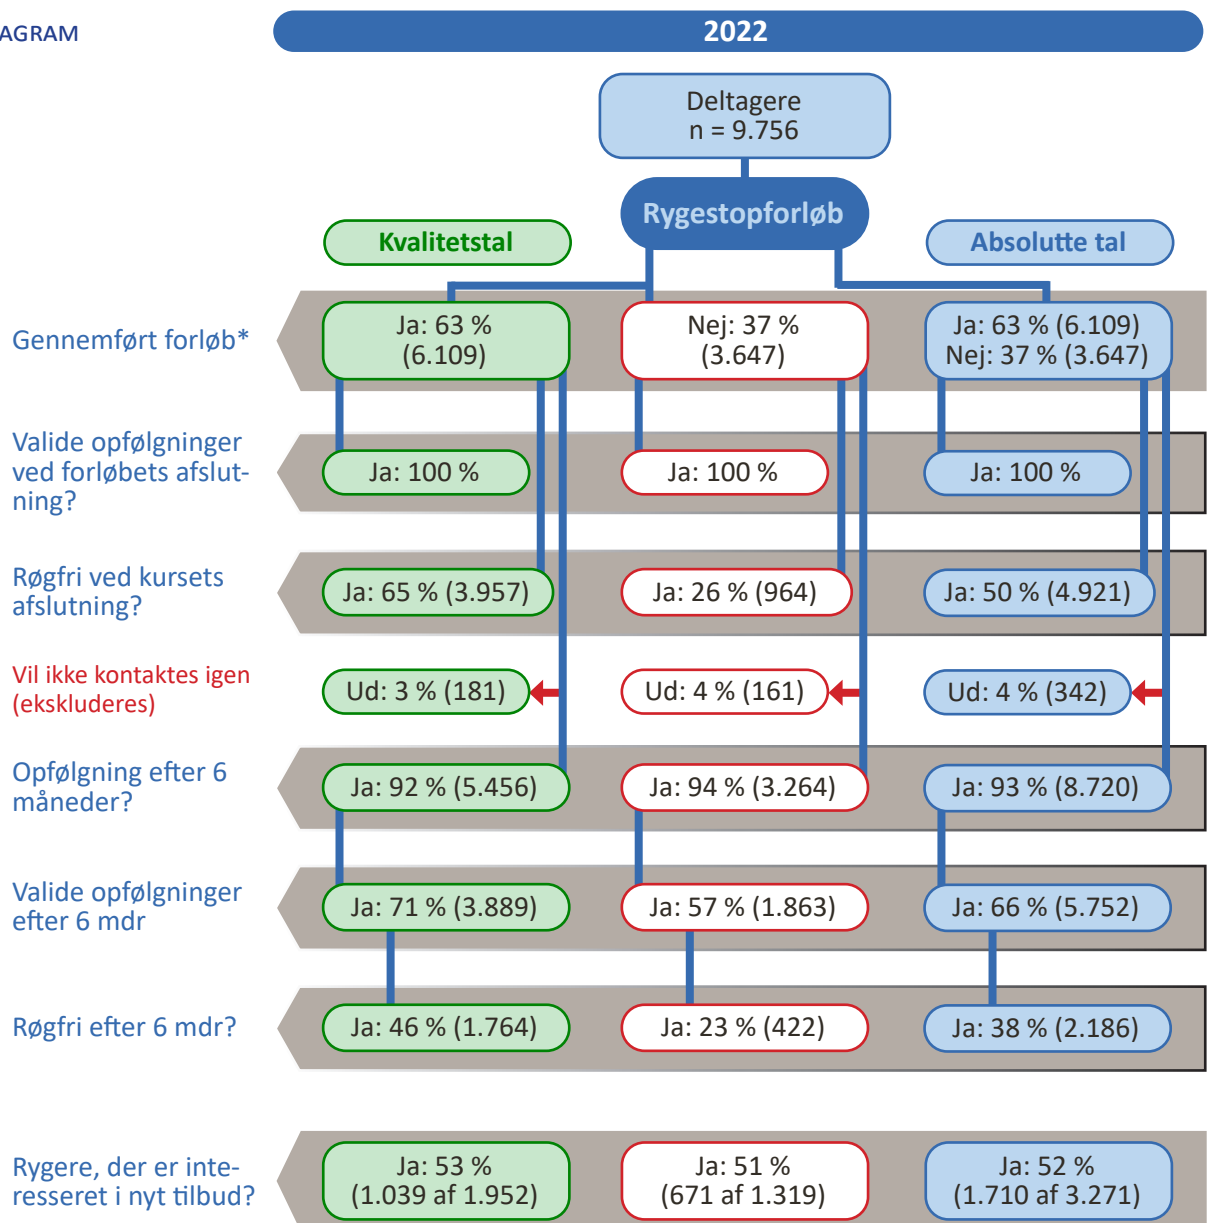 AGRAM
2022
Deltagere
n = 9.756
Rygestopforløb
Kvalitetstal
Absolutte tal
Gennemført forløb*
Ja: 63 %
(6.109)
Nej: 37 %
(3.647)
Ja: 63 % (6.109)
Nej: 37 % (3.647)
Valide opfølgninger
ved forløbets afslut-
ning?
Ja: 100 %
Ja: 100 %
Ja: 100 %
Røgfri ved kursets
afslutning?
Ja: 65 % (3.957)
Ja: 26 % (964)
Ja: 50 % (4.921)
Vil ikke kontaktes igen
(ekskluderes)
Ud: 3 % (181)
Ud: 4 % (161)
Ud: 4 % (342)
Opfølgning efter 6
måneder?
Ja: 92 % (5.456)
Ja: 94 % (3.264)
Ja: 93 % (8.720)
Valide opfølgninger
efter 6 mdr
Ja: 71 % (3.889)
Ja: 57 % (1.863)
Ja: 66 % (5.752)
Røgfri efter 6 mdr?
Ja: 46 % (1.764)
Ja: 23 % (422)
Ja: 38 % (2.186)
Rygere, der er inte-
resseret i nyt tilbud?
Ja: 53 %
(1.039 af 1.952)
Ja: 51 %
(671 af 1.319)
Ja: 52 %
(1.710 af 3.271)